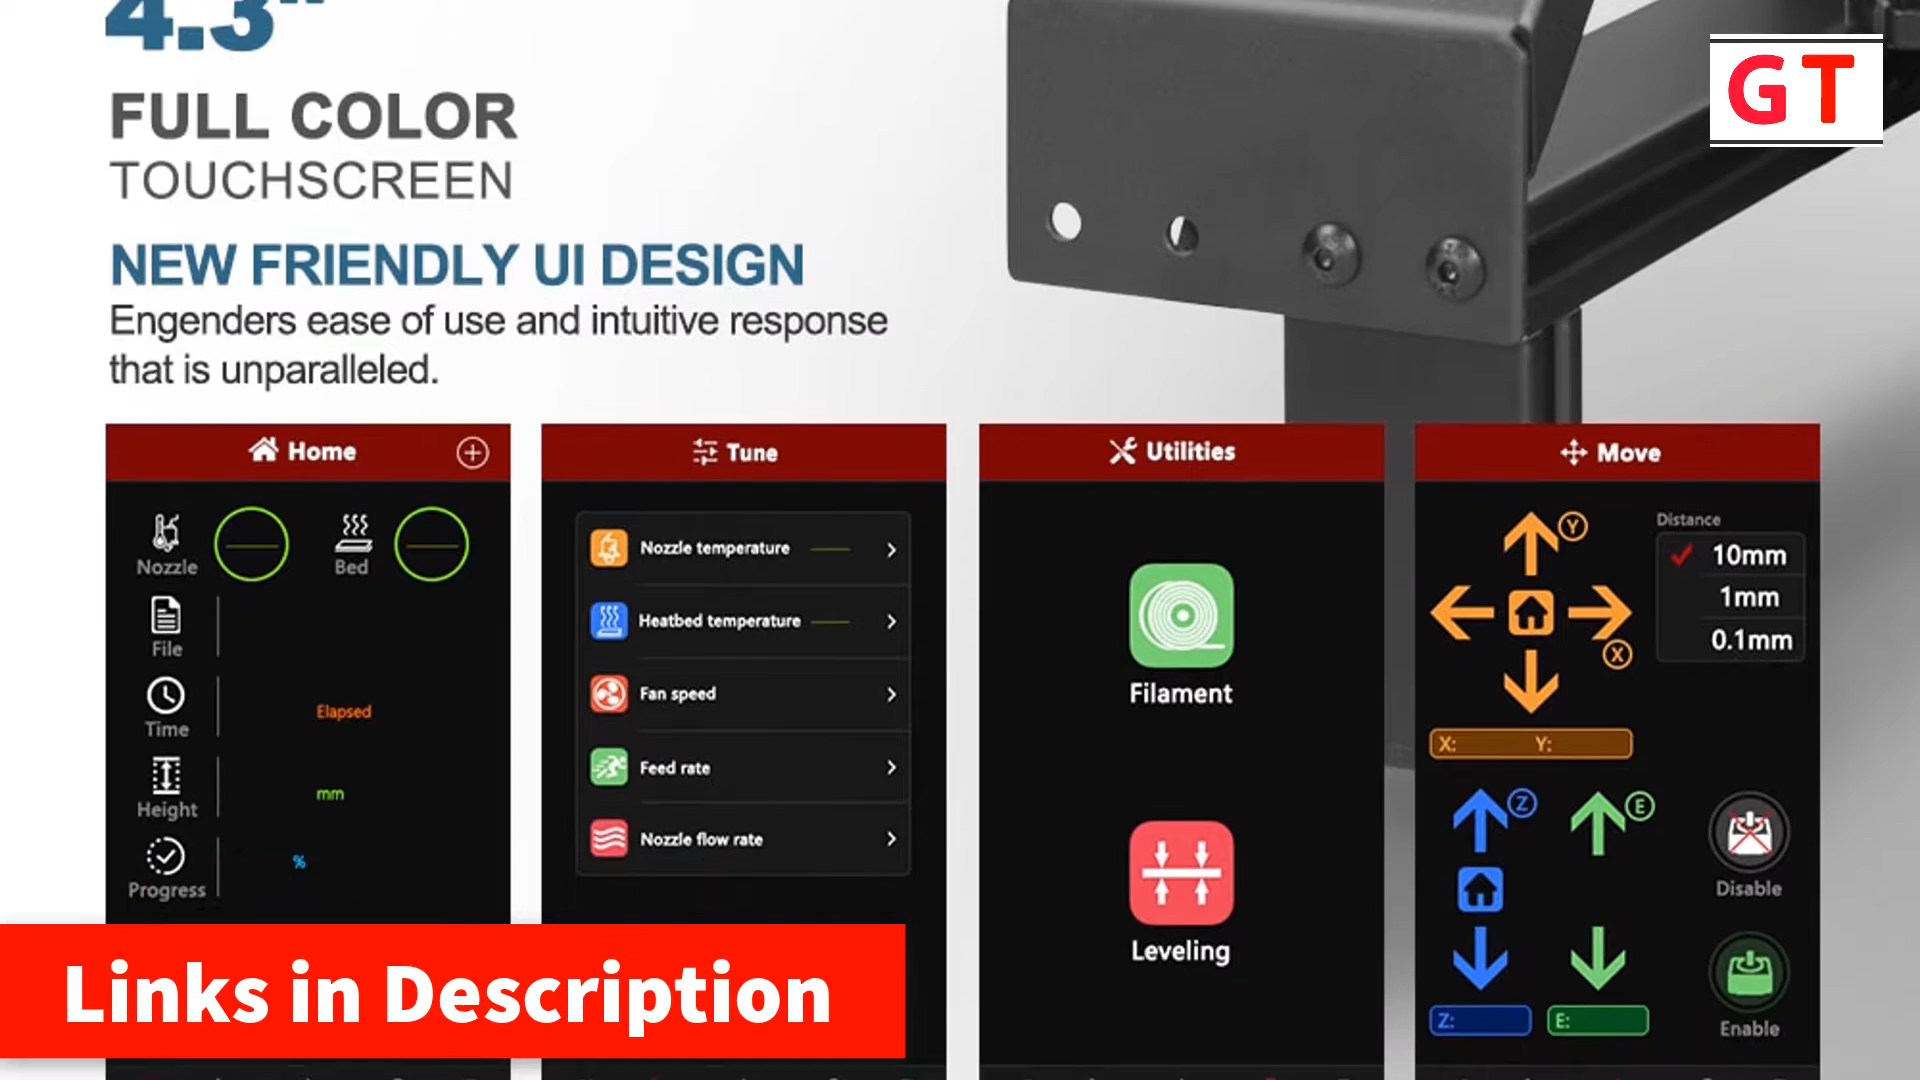 4.3"
FULL COLOR
TOUCHSCREEN
NEW FRIENDLY UI DESIGN
Engenders ease of use and intuitive response
that is unparalleled.
GT
Home
Nozzle
Bed
File
Time
Elapsed
Height
mm
Progress
%
Tune
Nozzle temperature
Heatbed temperature
Fan speed
Feed rate
Nozzle flow rate
Utilities
Filament
Leveling
Move
Y
X
Distance
10mm
1mm
0.1mm
X: Y:
Z
E
Disable
Z:
E:
Enable
Links in Description